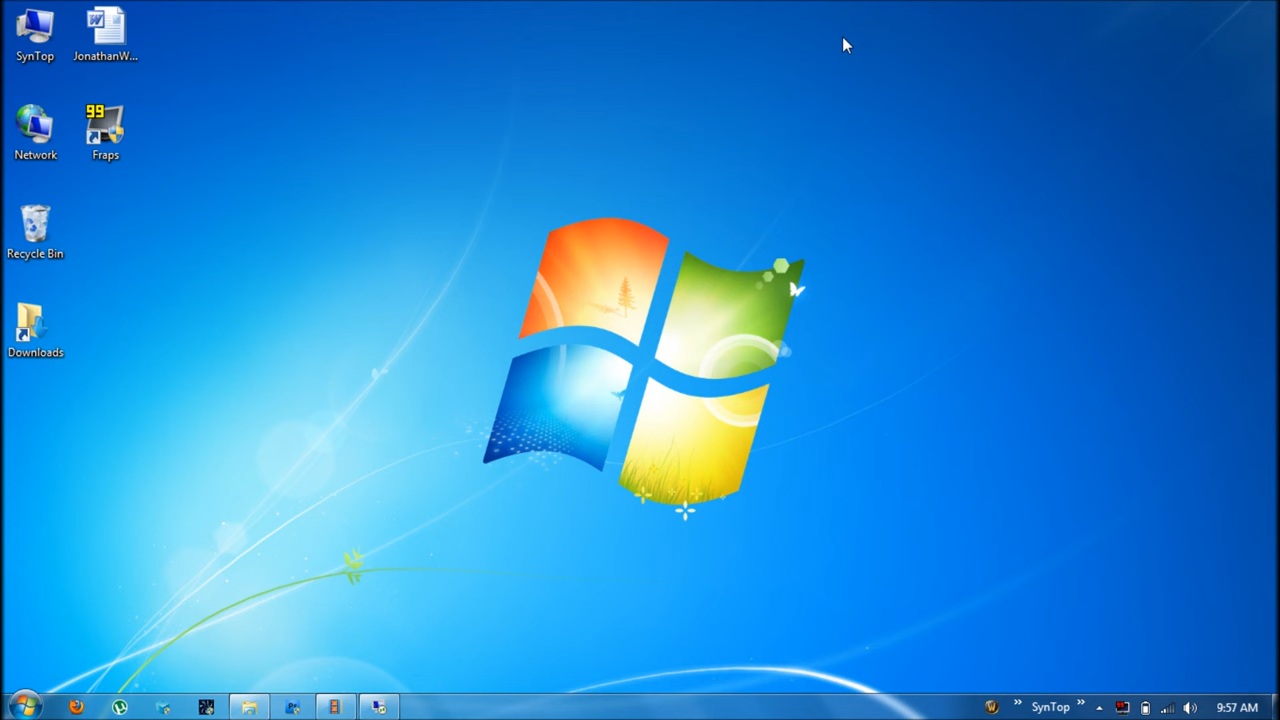 SynTop
JonathanW...
99
Network
Fraps
Recycle Bin
Downloads
SynTop
9:57 AM